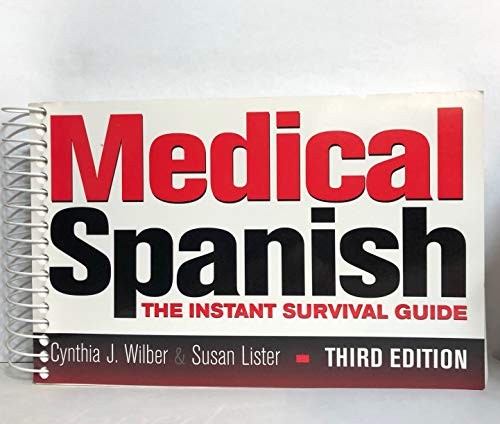 Medical
Spanish
THE INSTANT SURVIVAL GUIDE
Cynthia J. Wilber & Susan Lister - THIRD EDITION